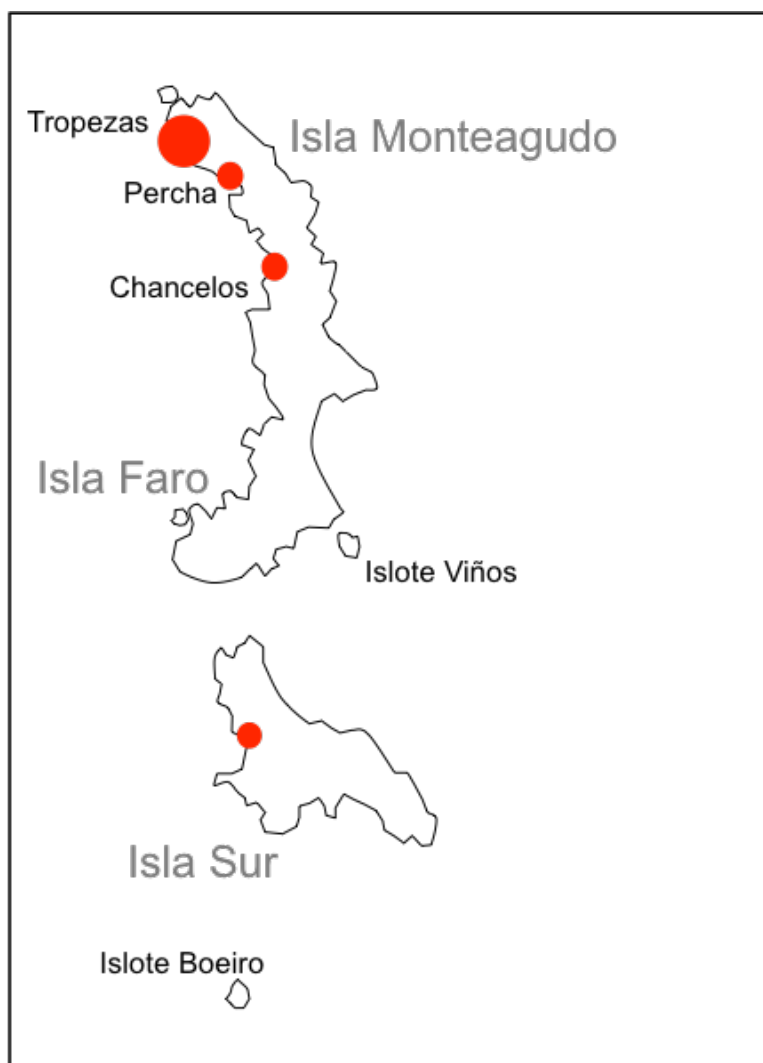 Tropezas
Isla Monteagudo
Percha
Chancelos
Isla Faro
Islote Viños
Isla Sur
Islote Boeiro